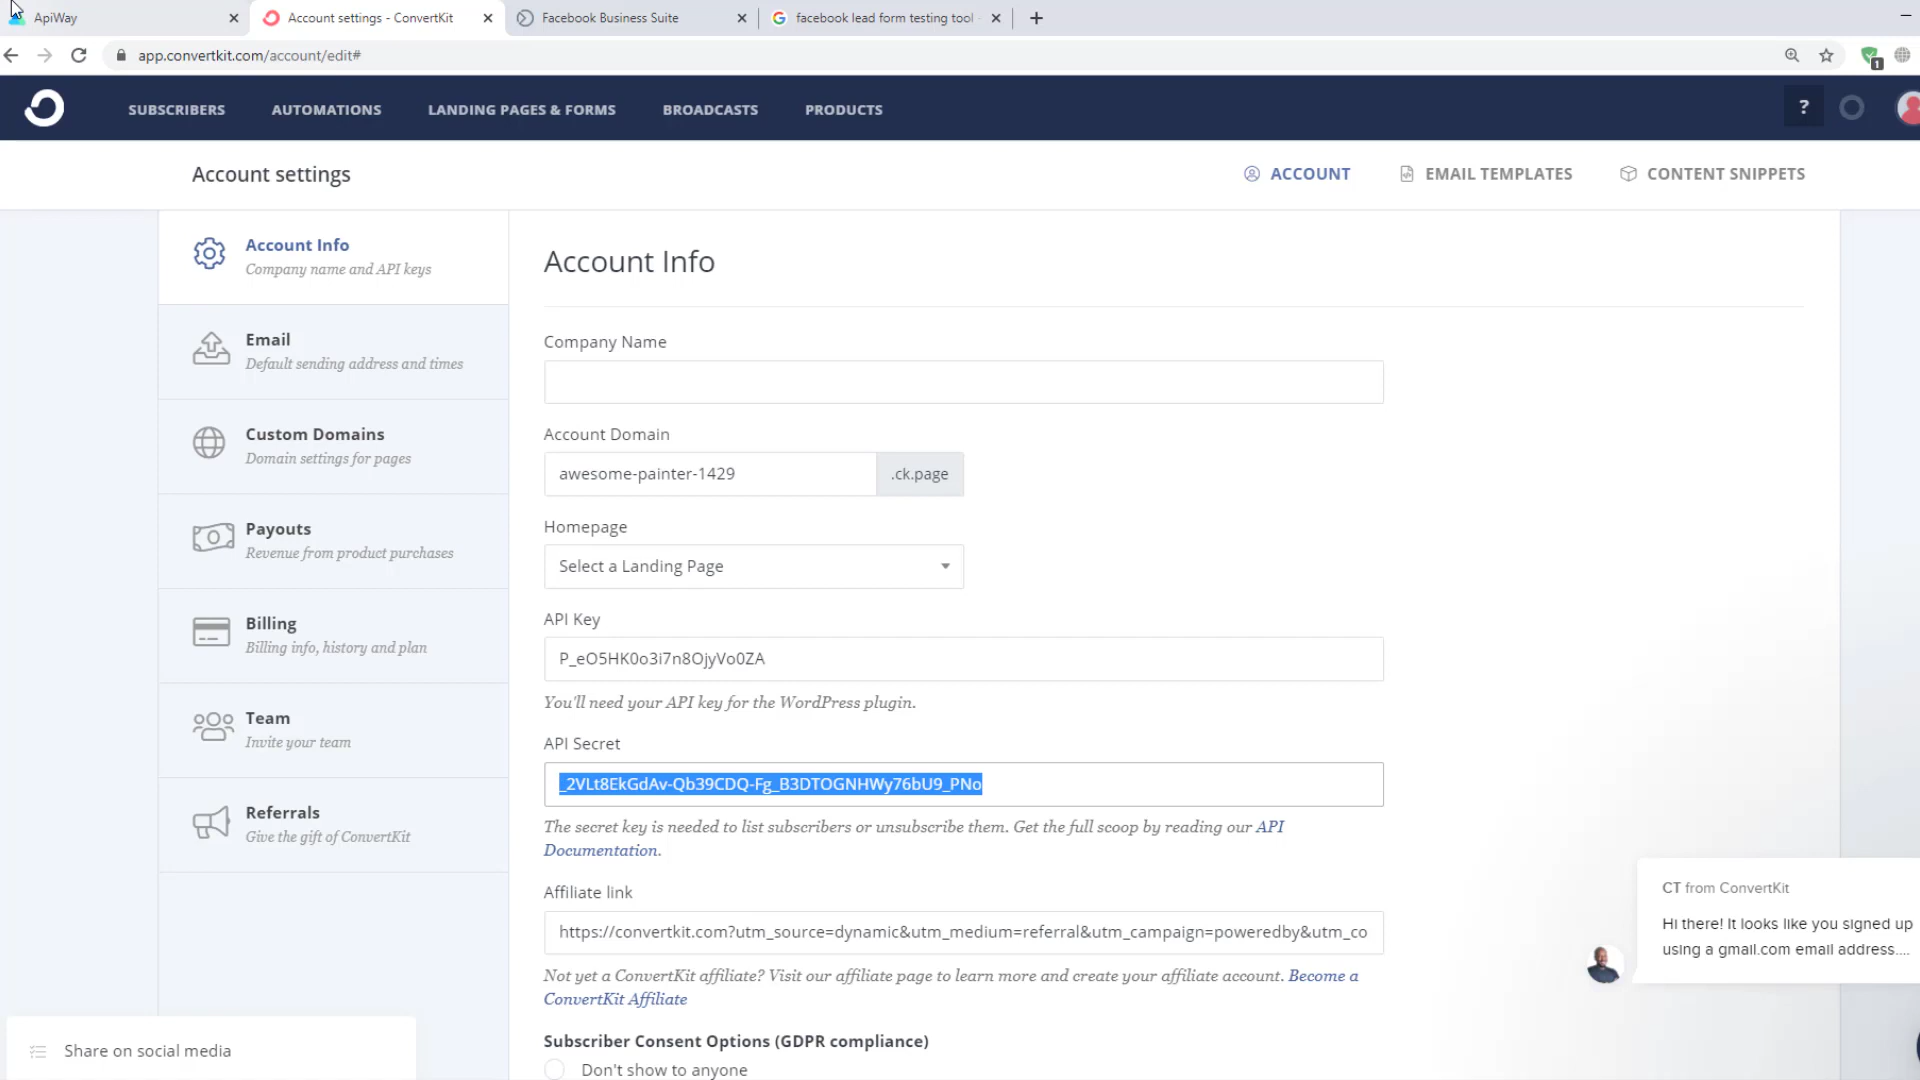 ApiWay
Account settings - ConvertKit
Facebook Business Suite
facebook lead form testing tool
app.convertkit.com/account/edit#
1
SUBSCRIBERS
AUTOMATIONS
LANDING PAGES & FORMS
BROADCASTS
PRODUCTS
?
Account settings
ACCOUNT
EMAIL TEMPLATES
CONTENT SNIPPETS
Account Info
Company name and API keys
Email
Default sending address and times
Custom Domains
Domain settings for pages
Payouts
Revenue from product purchases
Billing
Billing info, history and plan
Team
Invite your team
Referrals
Give the gift of ConvertKit
Account Info
Company Name
Account Domain
awesome-painter-1429
.ck.page
Homepage
Select a Landing Page
API Key
P_eO5HK0o3i7n8OjyVo0ZA
You'll need your API key for the WordPress plugin.
API Secret
_2VLt8EkGdAv-Qb39CDQ-Fg_B3DTOGNHWy76bU9_PNo
The secret key is needed to list subscribers or unsubscribe them. Get the full scoop by reading our API
Documentation.
Affiliate link
https://convertkit.com?utm_source=dynamic&utm_medium=referral&utm_campaign=poweredby&utm_co
Not yet a ConvertKit affiliate? Visit our affiliate page to learn more and create your affiliate account. Become a
ConvertKit Affiliate
Subscriber Consent Options (GDPR compliance)
Don't show to anyone
CT from ConvertKit
Hi there! It looks like you signed up
using a gmail.com email address....
Share on social media